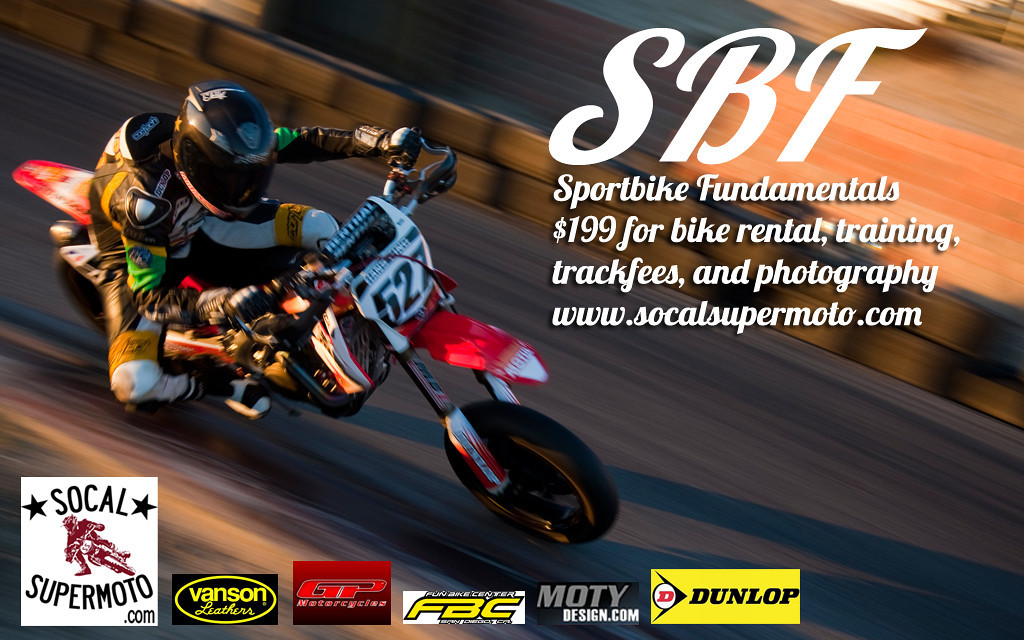 SBF
Sportbike Fundamentals
$199 for bike rental, training,
trackfees, and photography
www.socalsupermoto.com
52
SOCAL
SUPERMOTO
.com
vanson
Leathers
GP
Motorcycles
FUN BIKE CENTER
FBC
SAN DIEGO, CA.
MOTY
DESIGN.COM
D DUNLOP